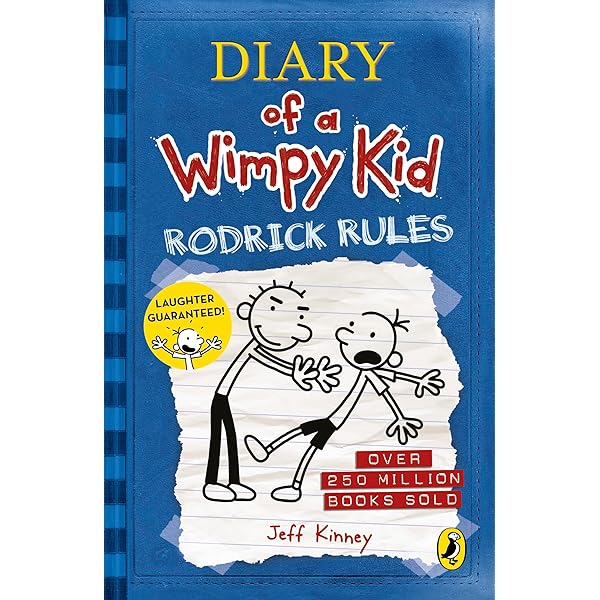 DIARY
of a
Wimpy Kid
RODRICK RULES
LAUGHTER
GUARANTEED!
OVER
250 MILLION
BOOKS SOLD
Jeff Kinney